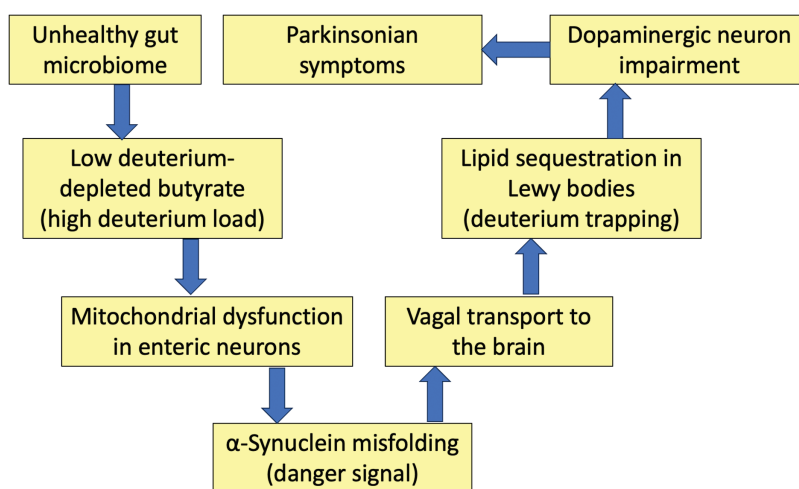 Unhealthy gut
microbiome
Low deuterium-
depleted butyrate
(high deuterium load)
Mitochondrial dysfunction
in enteric neurons
α-Synuclein misfolding
(danger signal)
Vagal transport to
the brain
Lipid sequestration in
Lewy bodies
(deuterium trapping)
Dopaminergic neuron
impairment
Parkinsonian
symptoms